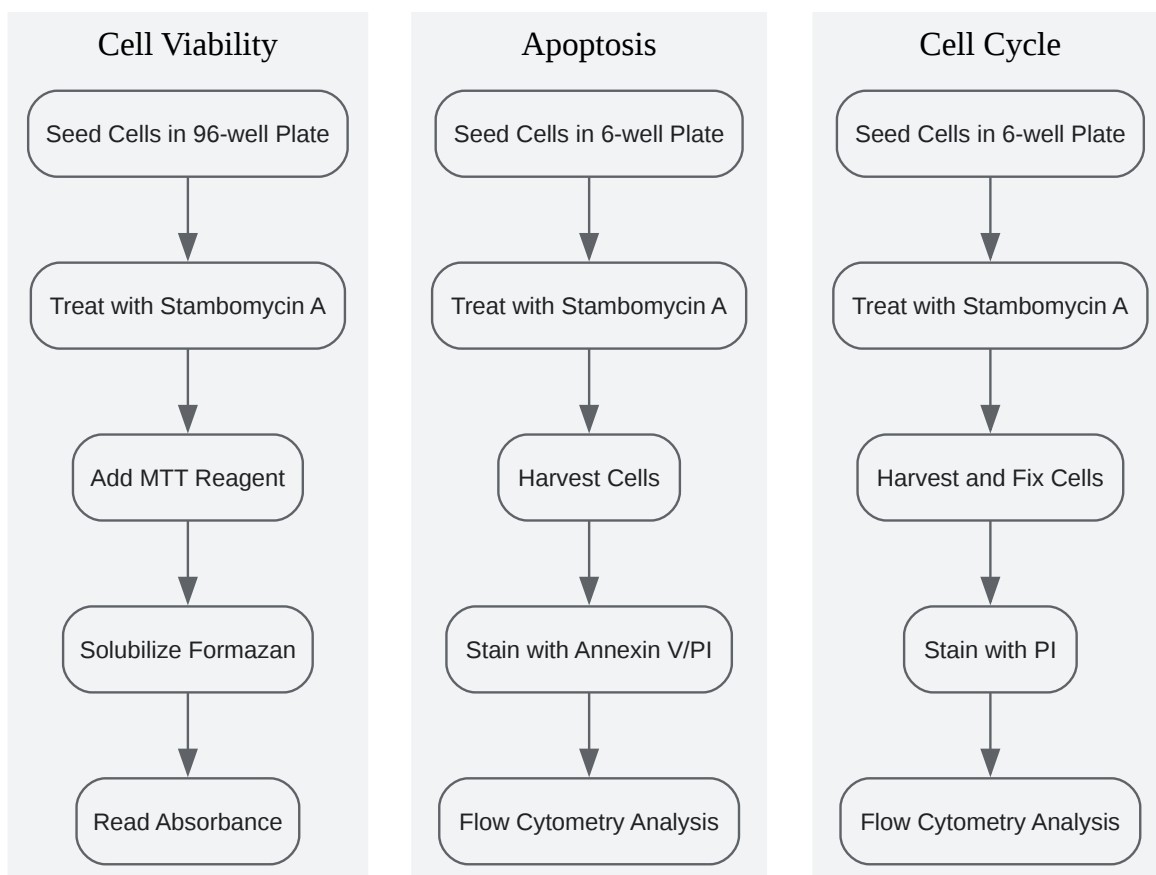 Cell Viability
Seed Cells in 96-well Plate
Treat with Stambomycin A
Add MTT Reagent
Solubilize Formazan
Read Absorbance
Apoptosis
Seed Cells in 6-well Plate
Treat with Stambomycin A
Harvest Cells
Stain with Annexin V/PI
Flow Cytometry Analysis
Cell Cycle
Seed Cells in 6-well Plate
Treat with Stambomycin A
Harvest and Fix Cells
Stain with PI
Flow Cytometry Analysis